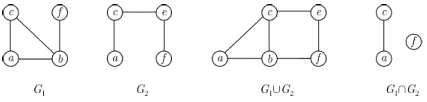 c f c e c e c
a b a f a b f a f
G₁ G₂ G₁∪G₂ G₁∩G₂